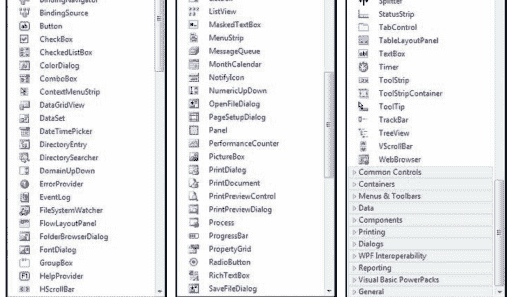 BindingNavigator
BindingSource
Button
CheckBox
CheckedListBox
ColorDialog
ComboBox
ContextMenuStrip
DataGridView
DataSet
DateTimePicker
DirectoryEntry
DirectorySearcher
DomainUpDown
ErrorProvider
EventLog
FileSystemWatcher
FlowLayoutPanel
FolderBrowserDialog
FontDialog
GroupBox
HelpProvider
HScrollBar
ListView
MaskedTextBox
MenuStrip
MessageQueue
MonthCalendar
NotifyIcon
NumericUpDown
OpenFileDialog
PageSetupDialog
Panel
PerformanceCounter
PictureBox
PrintDialog
PrintDocument
PrintPreviewControl
PrintPreviewDialog
Process
ProgressBar
PropertyGrid
RadioButton
RichTextBox
SaveFileDialog
Splitter
StatusStrip
TabControl
TableLayoutPanel
TextBox
Timer
ToolStrip
ToolStripContainer
ToolTip
TrackBar
TreeView
VScrollBar
WebBrowser
Common Controls
Containers
Menus & Toolbars
Data
Components
Printing
Dialogs
WPF Interoperability
Reporting
Visual Basic PowerPacks
General